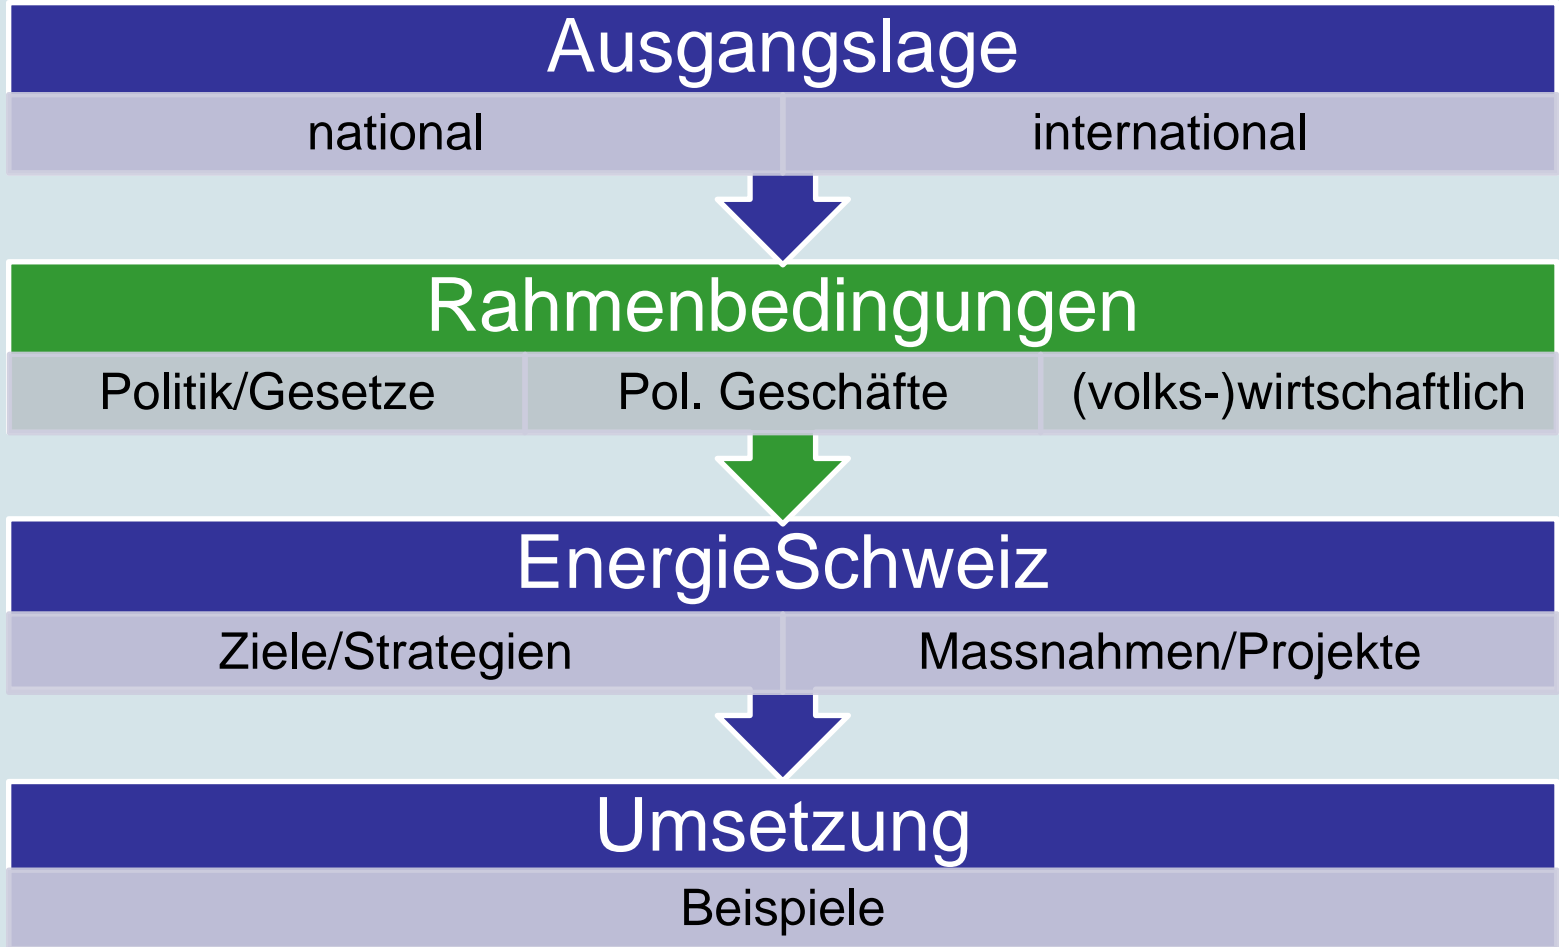 Ausgangslage
national international
Rahmenbedingungen
Politik/Gesetze Pol. Geschäfte (volks-)wirtschaftlich
EnergieSchweiz
Ziele/Strategien Massnahmen/Projekte
Umsetzung
Beispiele